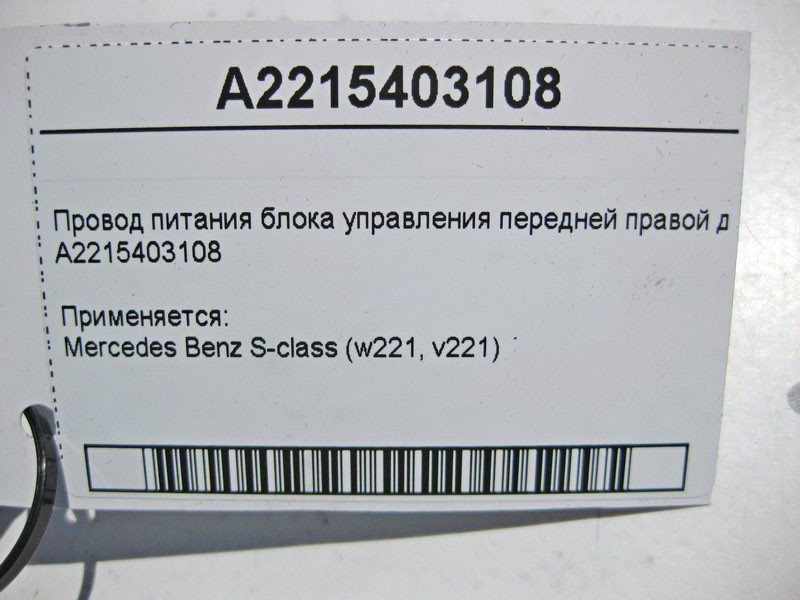 A2215403108
Провод питания блока управления передней правой д
A2215403108
Применяется:
Mercedes Benz S-class (w221, v221)